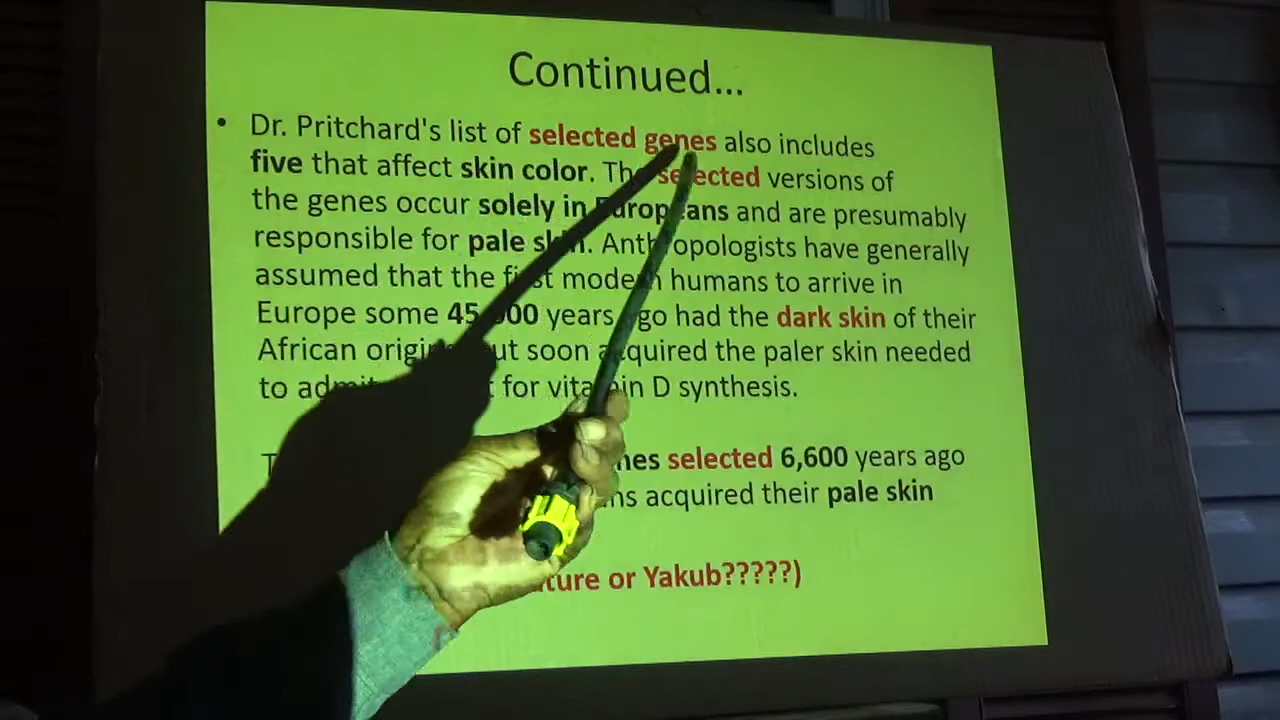 Continued...
• Dr. Pritchard's list of selected genes also includes
five that affect skin color. The selected versions of
the genes occur solely in Europeans and are presumably
responsible for pale skin. Anthropologists have generally
assumed that the first modern humans to arrive in
Europe some 45,000 years ago had the dark skin of their
African origins but soon acquired the paler skin needed
to admit for vitamin D synthesis.
selected 6,600 years ago
acquired their pale skin
or Yakub?????)